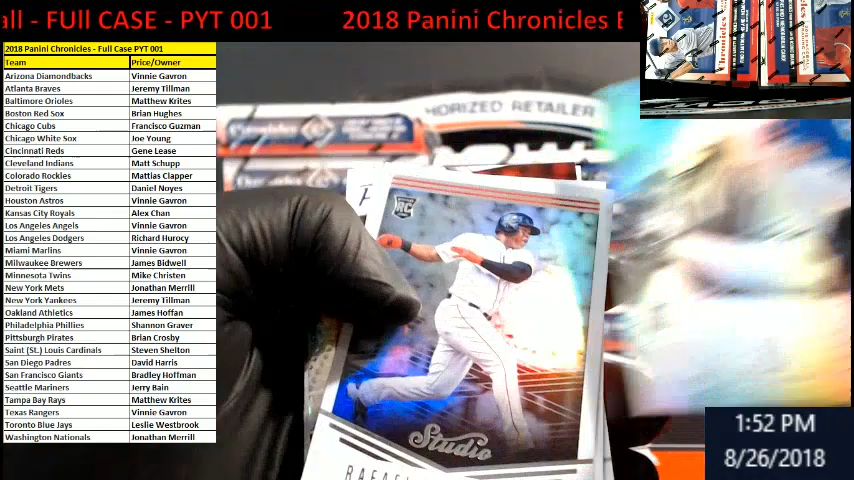 all - FUll CASE - PYT 001
2018 Panini Chronicles B
2018 Panini Chronicles - Full Case PYT 001
Team Price/Owner
Arizona Diamondbacks Vinnie Gavron
Atlanta Braves Jeremy Tillman
Baltimore Orioles Matthew Krites
Boston Red Sox Brian Hughes
Chicago Cubs Francisco Guzman
Chicago White Sox Joe Young
Cincinnati Reds Gene Lease
Cleveland Indians Matt Schupp
Colorado Rockies Mattias Clapper
Detroit Tigers Daniel Noyes
Houston Astros Vinnie Gavron
Kansas City Royals Alex Chan
Los Angeles Angels Vinnie Gavron
Los Angeles Dodgers Richard Hurocy
Miami Marlins Vinnie Gavron
Milwaukee Brewers James Bidwell
Minnesota Twins Mike Christen
New York Mets Jonathan Merrill
New York Yankees Jeremy Tillman
Oakland Athletics James Hoffan
Philadelphia Phillies Shannon Graver
Pittsburgh Pirates Brian Crosby
Saint (St.) Louis Cardinals Steven Shelton
San Diego Padres David Harris
San Francisco Giants Bradley Hoffman
Seattle Mariners Jerry Bain
Tampa Bay Rays Matthew Krites
Texas Rangers Vinnie Gavron
Toronto Blue Jays Leslie Westbrook
Washington Nationals Jonathan Merrill
HORIZED RETAILER
RC
Studio
RAFAE
Chronicles
1:52 PM
8/26/2018